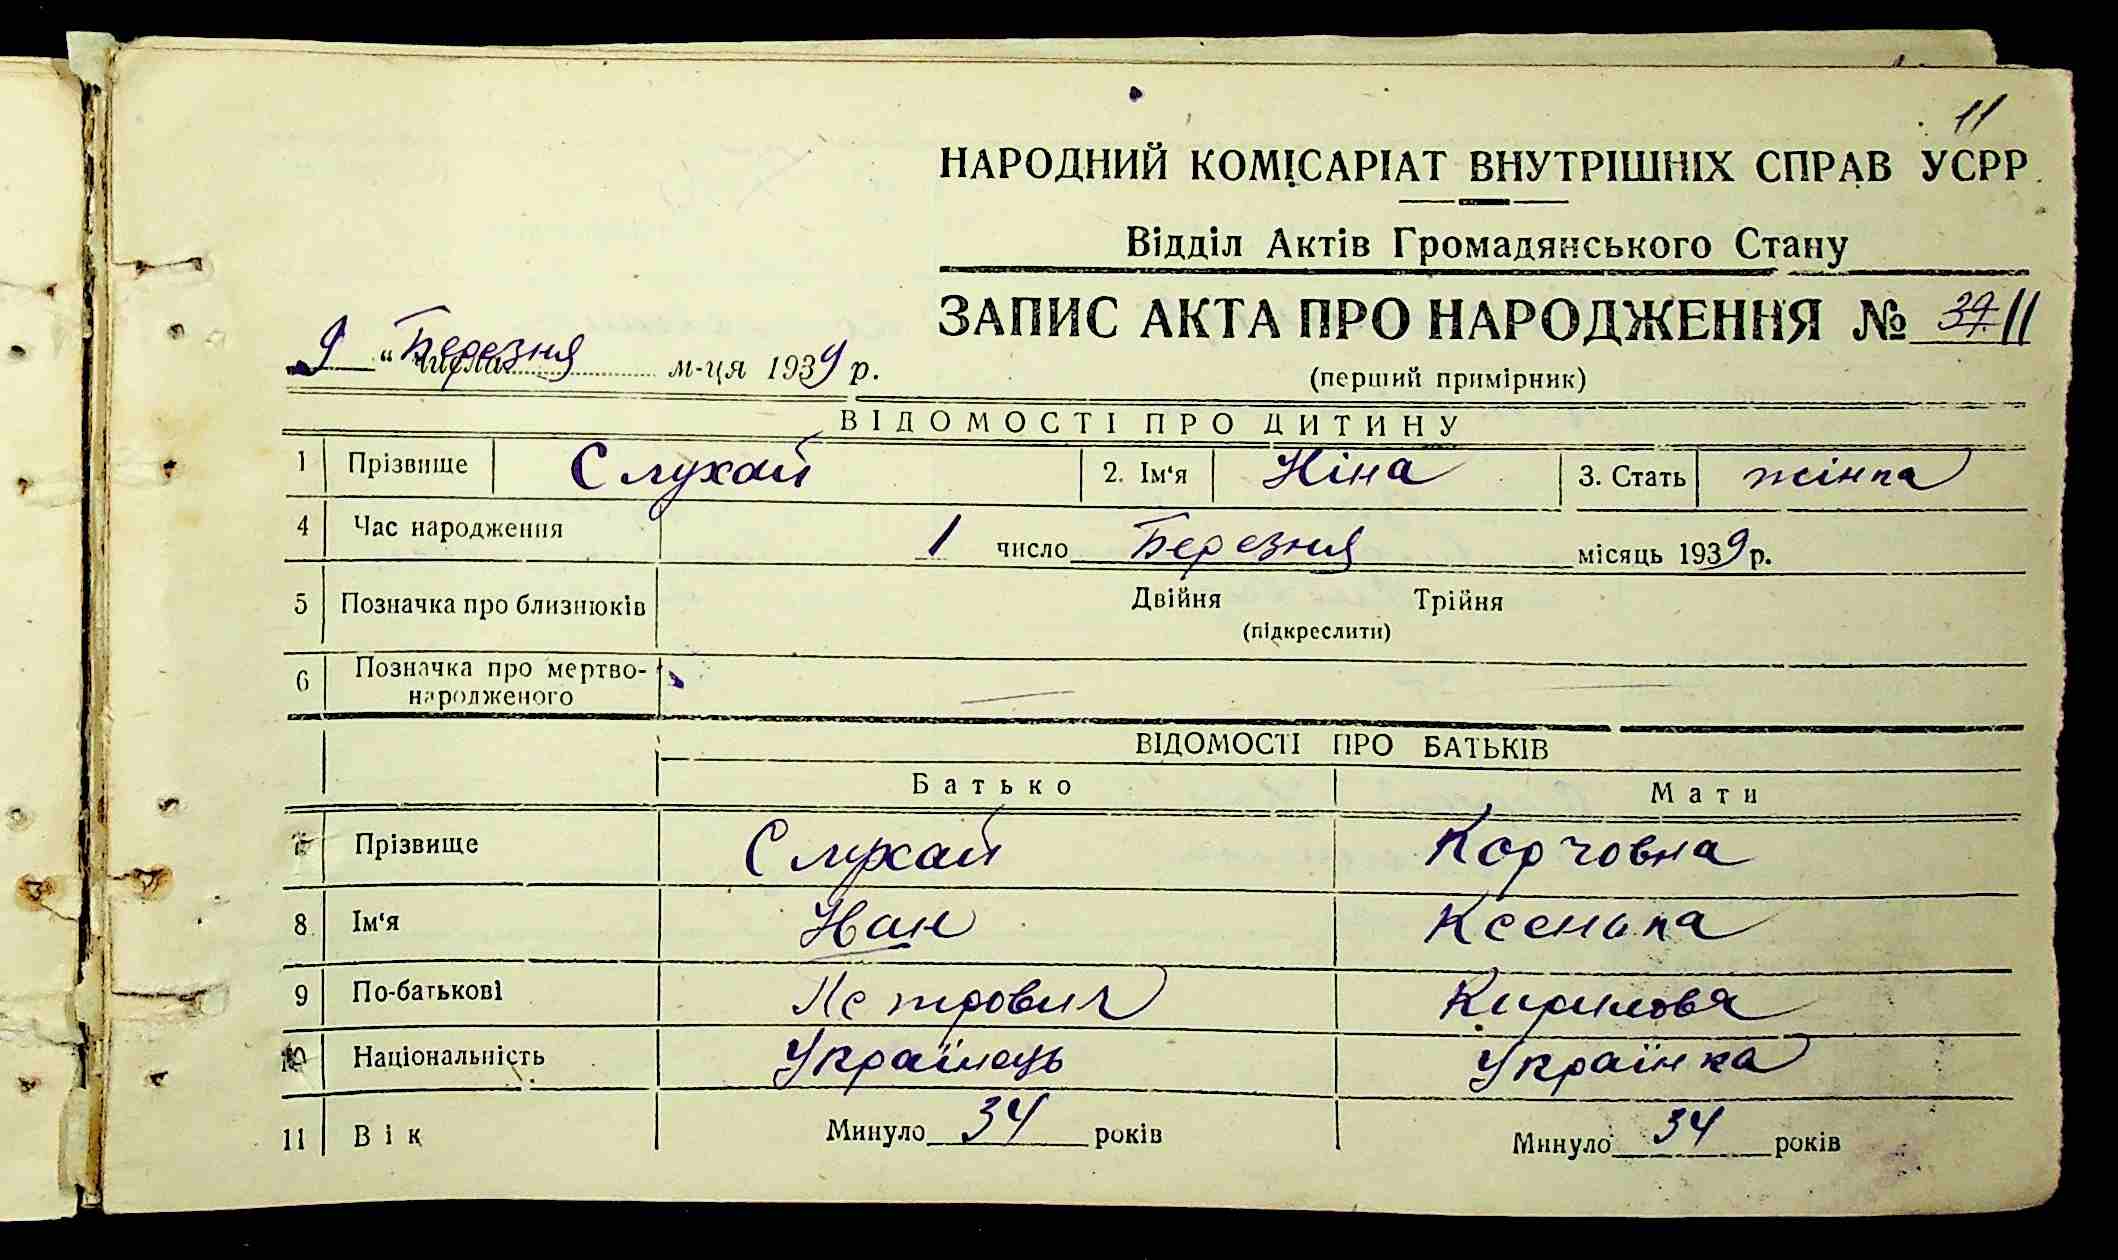 11
НАРОДНИЙ КОМІСАРІАТ ВНУТРІШНІХ СПРАВ УСРР
Відділ Актів Громадянського Стану
ЗАПИС АКТА ПРО НАРОДЖЕННЯ № 34 11
9 " числа Березня м-ця 1939 р.
(перший примірник)
ВІДОМОСТІ ПРО ДИТИНУ
1 Прізвище Слухай 2. Ім'я Ніна 3. Стать жінка
4 Час народження 1 число Березня місяць 1939 р.
5 Позначка про близнюків Двійня Трійня
(підкреслити)
6 Позначка про мертво-
народженого
ВІДОМОСТІ ПРО БАТЬКІВ
Батько Мати
7 Прізвище Слухай Корчовна
8 Ім'я Иван
9 По-батькові Петрович Кирилова
10 Національність Українець Українка
11 Вік Минуло 34 років Минуло 34 років